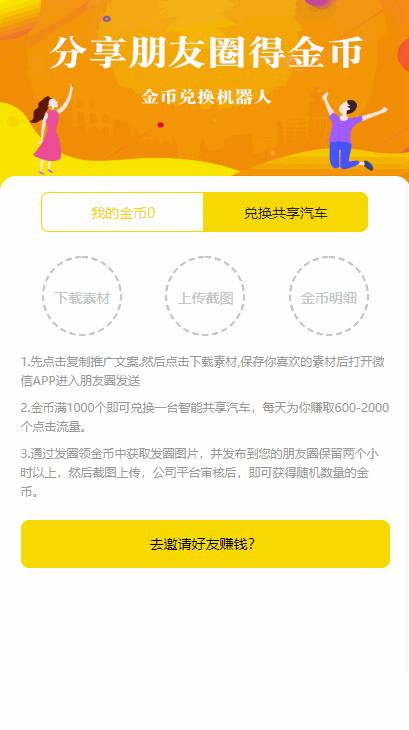 分享朋友圈得金币
金币兑换机器人
我的金币0
兑换共享汽车
下载素材
上传截图
金币明细
1.先点击复制推广文案.然后点击下载素材,保存你喜欢的素材后打开微
信APP进入朋友圈发送
2.金币满1000个即可兑换一台智能共享汽车，每天为你赚取600-2000
个点击流量。
3.通过发圈领金币中获取发圈图片，并发布到您的朋友圈保留两个小
时以上，然后截图上传，公司平台审核后，即可获得随机数量的金
币。
去邀请好友赚钱?